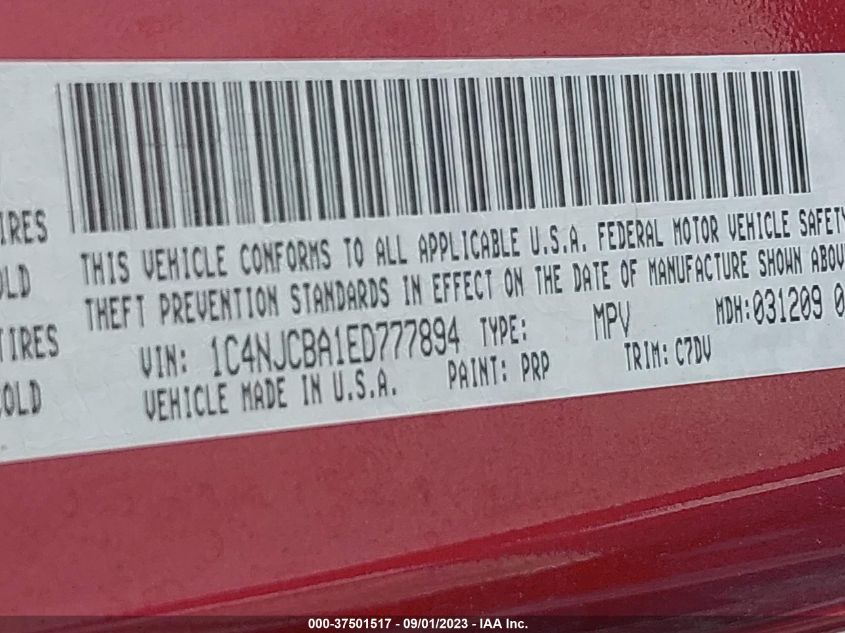 IRES
OLD
TIRES
COLD
THIS VEHICLE CONFORMS TO ALL APPLICABLE U.S.A. FEDERAL MOTOR VEHICLE SAFETY
THEFT PREVENTION STANDARDS IN EFFECT ON THE DATE OF MANUFACTURE SHOWN ABOV
VIN: 1C4NJCBA1ED777894 TYPE: MPV MDH:031209 0
VEHICLE MADE IN U.S.A. PAINT: PRP TRIM: C7DV
000-37501517 - 09/01/2023 - IAA Inc.